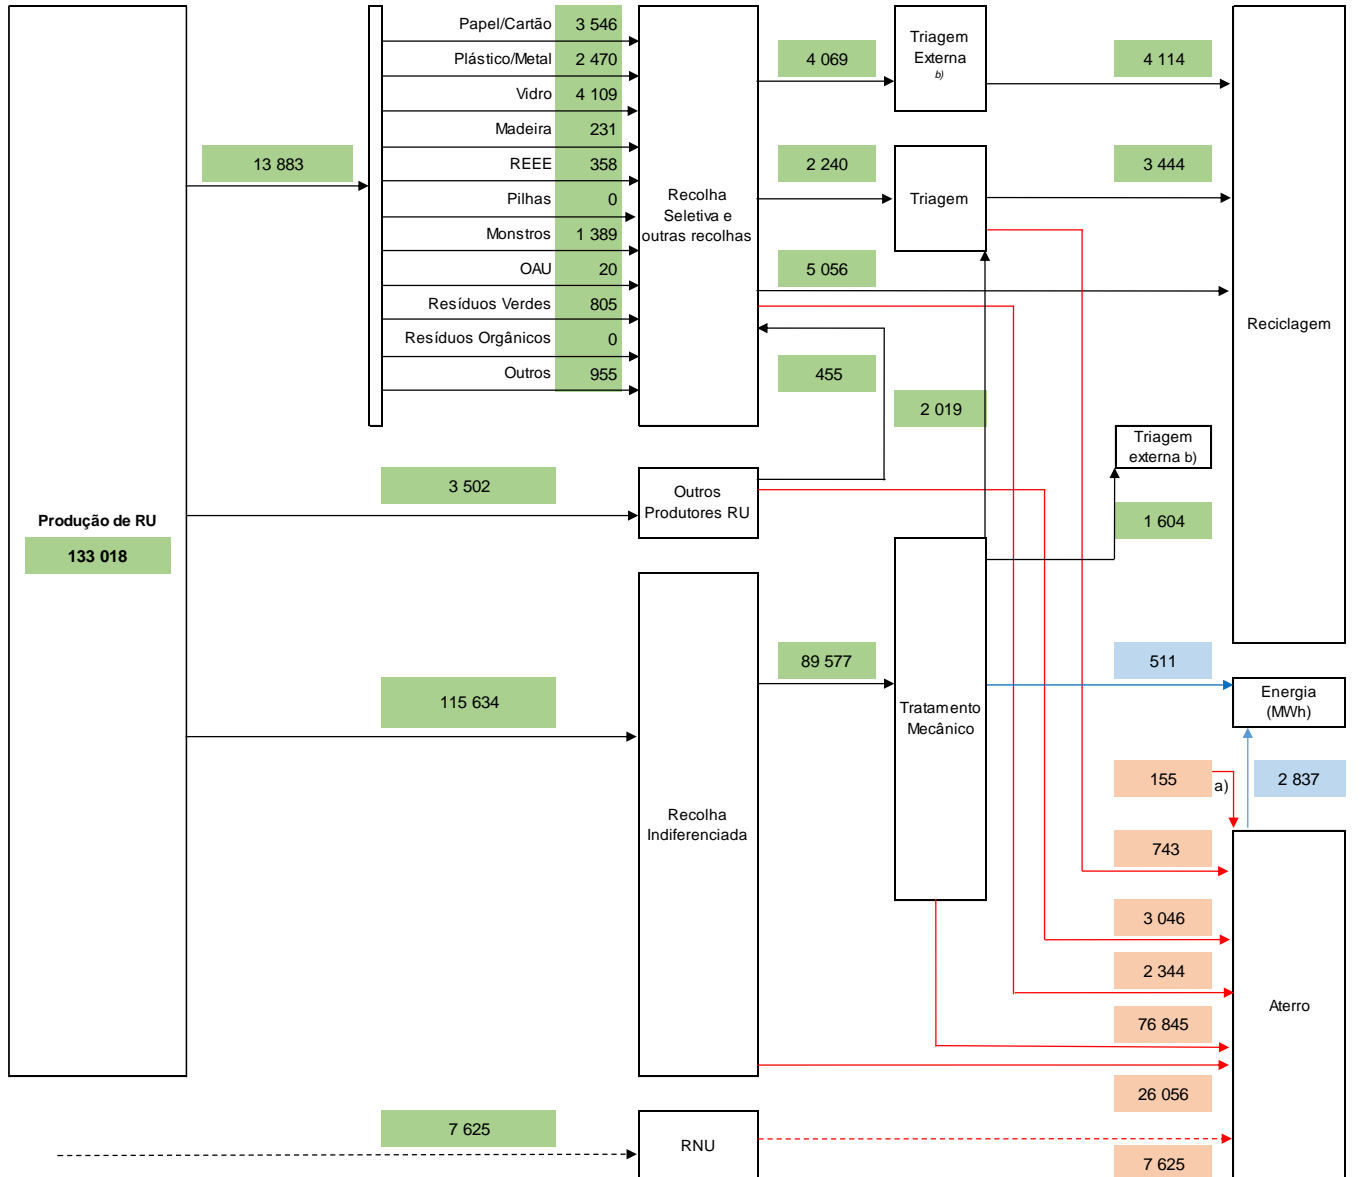 Papel/Cartão 3 546
Plástico/Metal 2 470
Vidro 4 109
Madeira 231
REEE 358
Pilhas 0
Monstros 1 389
OAU 20
Resíduos Verdes 805
Resíduos Orgânicos 0
Outros 955
13 883
Recolha
Seletiva e
outras recolhas
4 069
Triagem
Externa
b)
4 114
2 240
Triagem
3 444
5 056
Reciclagem
455
2 019
Triagem
externa b)
3 502
Outros
Produtores RU
1 604
Produção de RU
133 018
89 577
511
115 634
Tratamento
Mecânico
Energia
(MWh)
155
a)
2 837
Recolha
Indiferenciada
743
3 046
2 344
76 845
Aterro
26 056
7 625
RNU
7 625